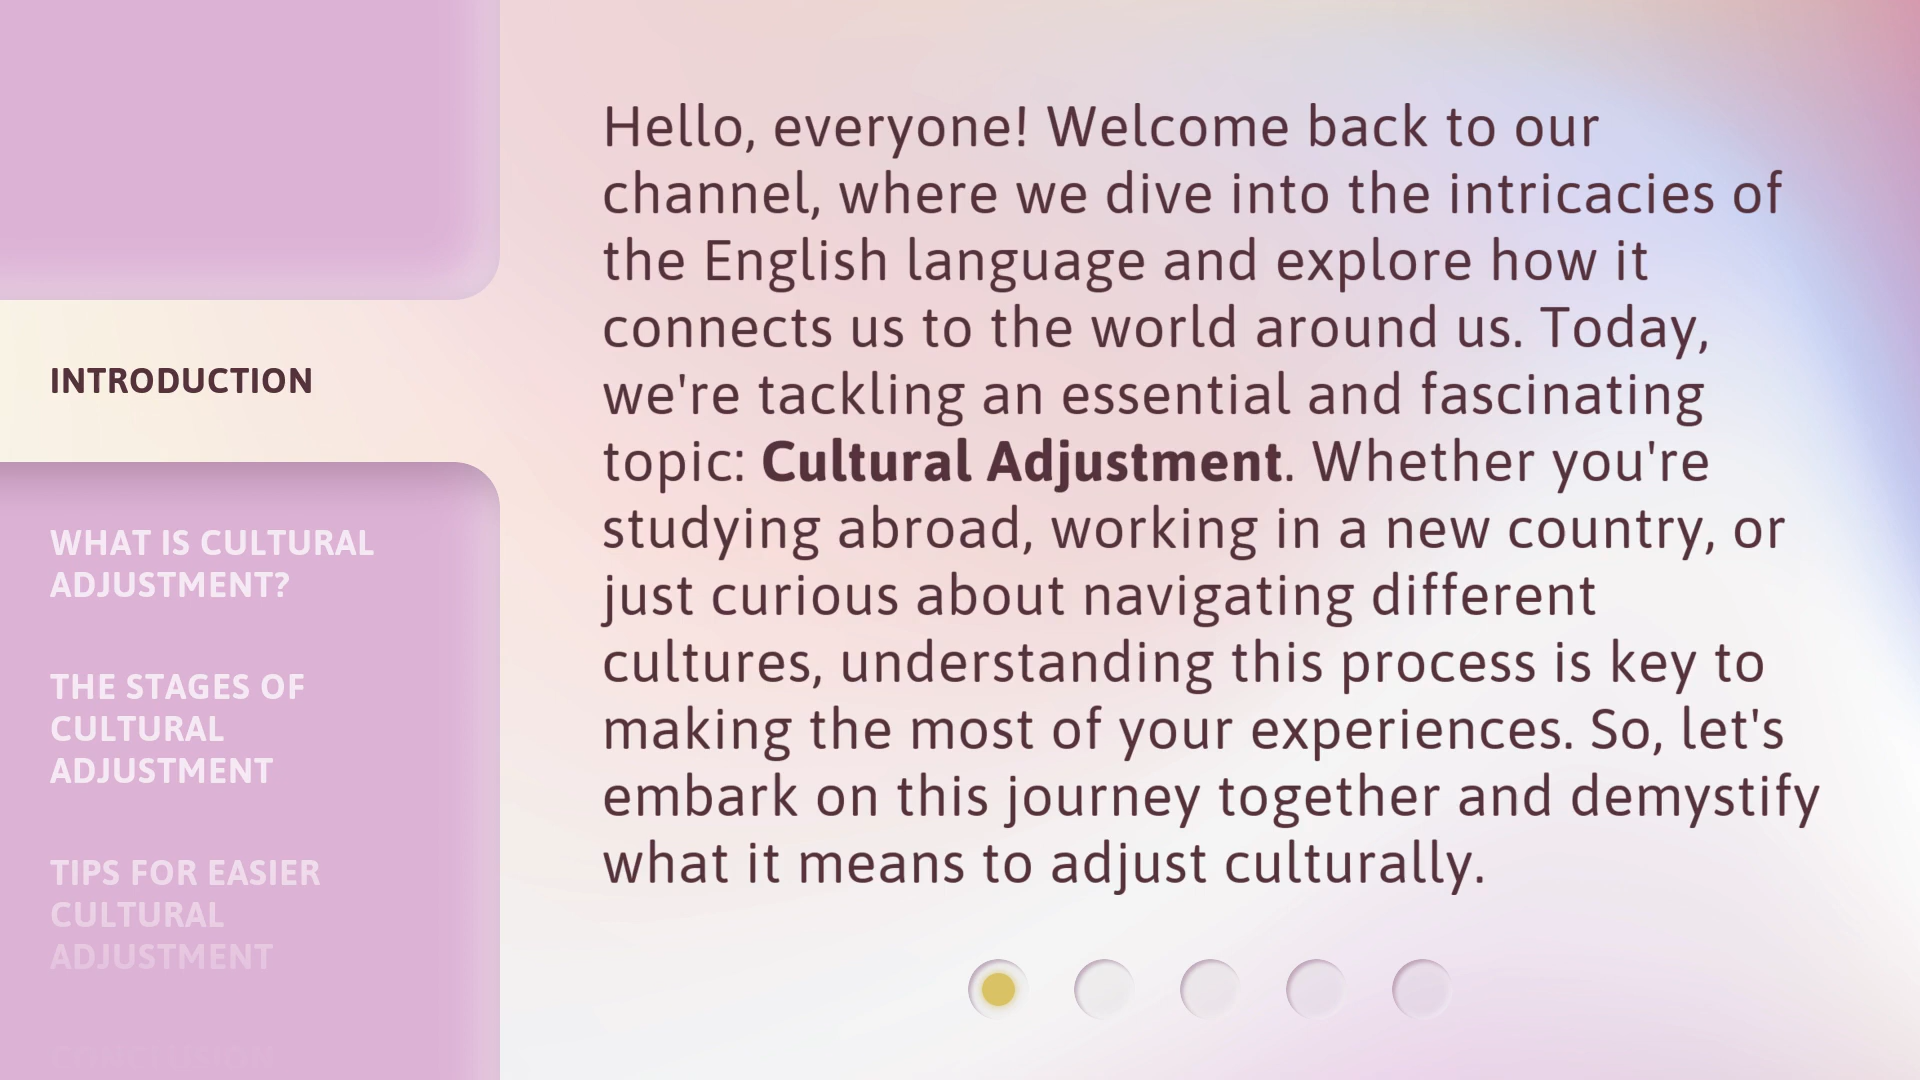 INTRODUCTION
WHAT IS CULTURAL
ADJUSTMENT?
THE STAGES OF
CULTURAL
ADJUSTMENT
TIPS FOR EASIER
CULTURAL
ADJUSTMENT
CONCLUSION
Hello, everyone! Welcome back to our
channel, where we dive into the intricacies of
the English language and explore how it
connects us to the world around us. Today,
we're tackling an essential and fascinating
topic: Cultural Adjustment. Whether you're
studying abroad, working in a new country, or
just curious about navigating different
cultures, understanding this process is key to
making the most of your experiences. So, let's
embark on this journey together and demystify
what it means to adjust culturally.